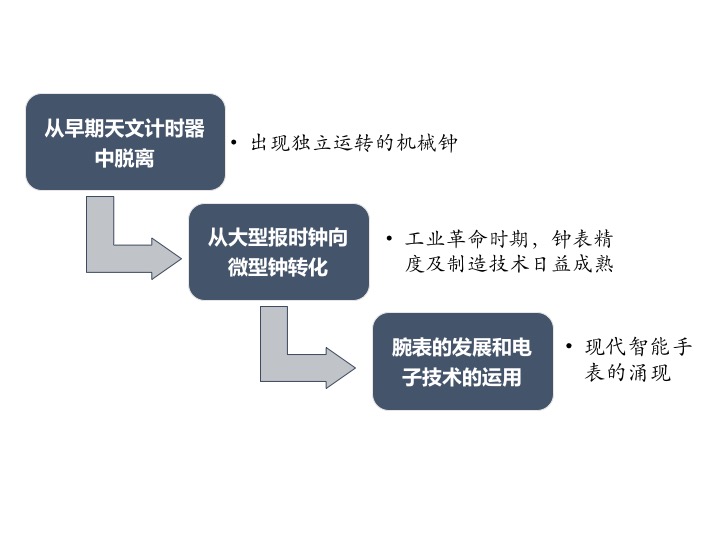 从早期天文计时器
中脱离
• 出现独立运转的机械钟
从大型报时钟向
微型钟转化
• 工业革命时期，钟表精
度及制造技术日益成熟
腕表的发展和电
子技术的运用
• 现代智能手
表的涌现